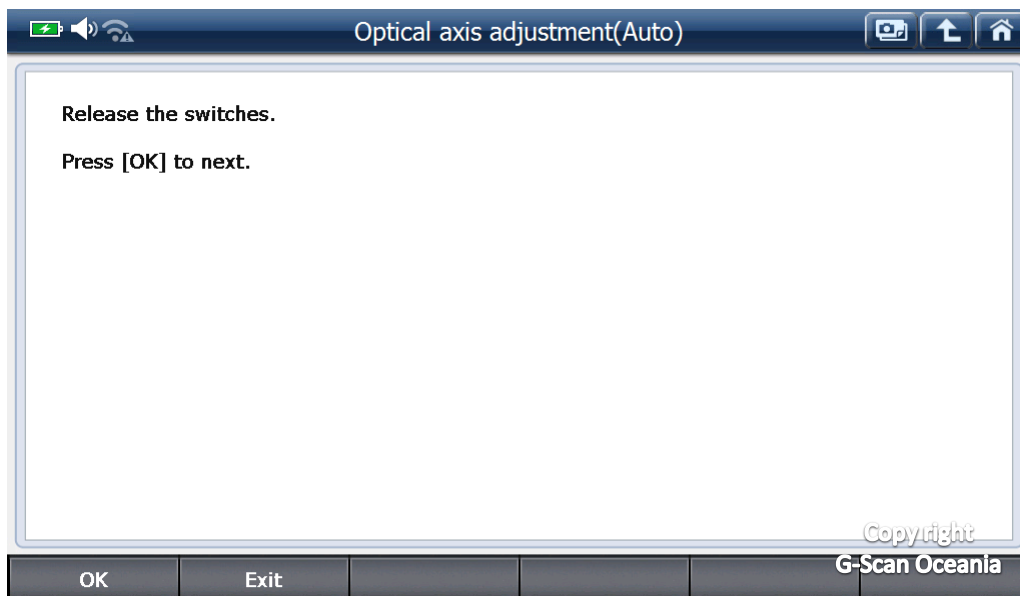 Optical axis adjustment(Auto)
Release the switches.
Press [OK] to next.
Copyright
G-Scan Oceania
OK
Exit